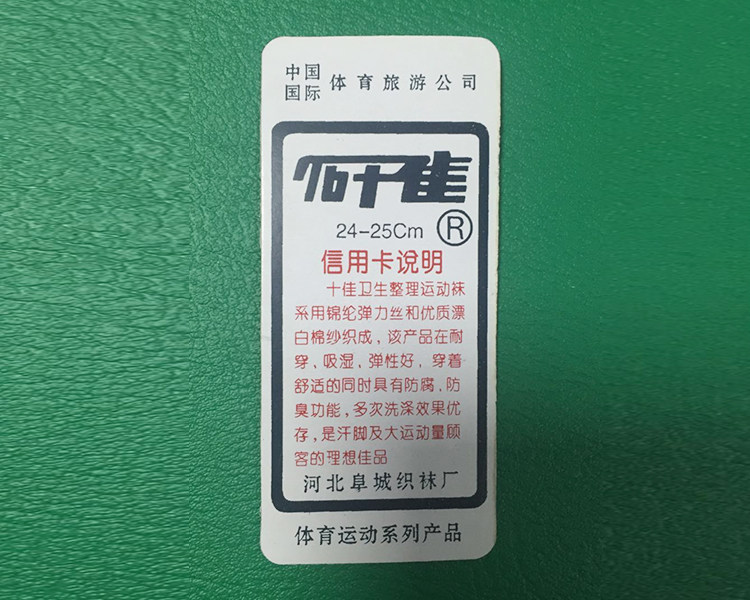 中国
国际 体育旅游公司
76十佳
24-25Cm ®
信用卡说明
十佳卫生整理运动袜
采用锦纶弹力丝和优质漂
白棉纱织成，该产品在耐
穿、吸湿，弹性好，穿着
舒适的同时具有防腐，防
臭功能，多次洗涤效果优
存，是汗脚及大运动量顾
客的理想佳品
河北阜城织袜厂
体育运动系列产品